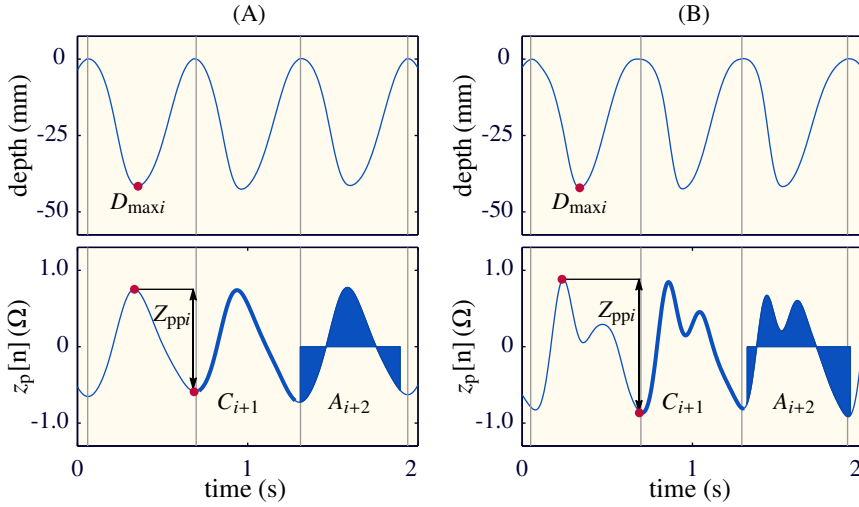 (A)
(B)
depth (mm)
0
-25
-50
D_maxi
depth (mm)
0
-25
-50
D_maxi
z_p[n] (Ω)
1.0
0
-1.0
Z_ppi
C_i+1
A_i+2
0
1
2
time (s)
z_p[n] (Ω)
1.0
0
-1.0
Z_ppi
C_i+1
A_i+2
0
1
2
time (s)